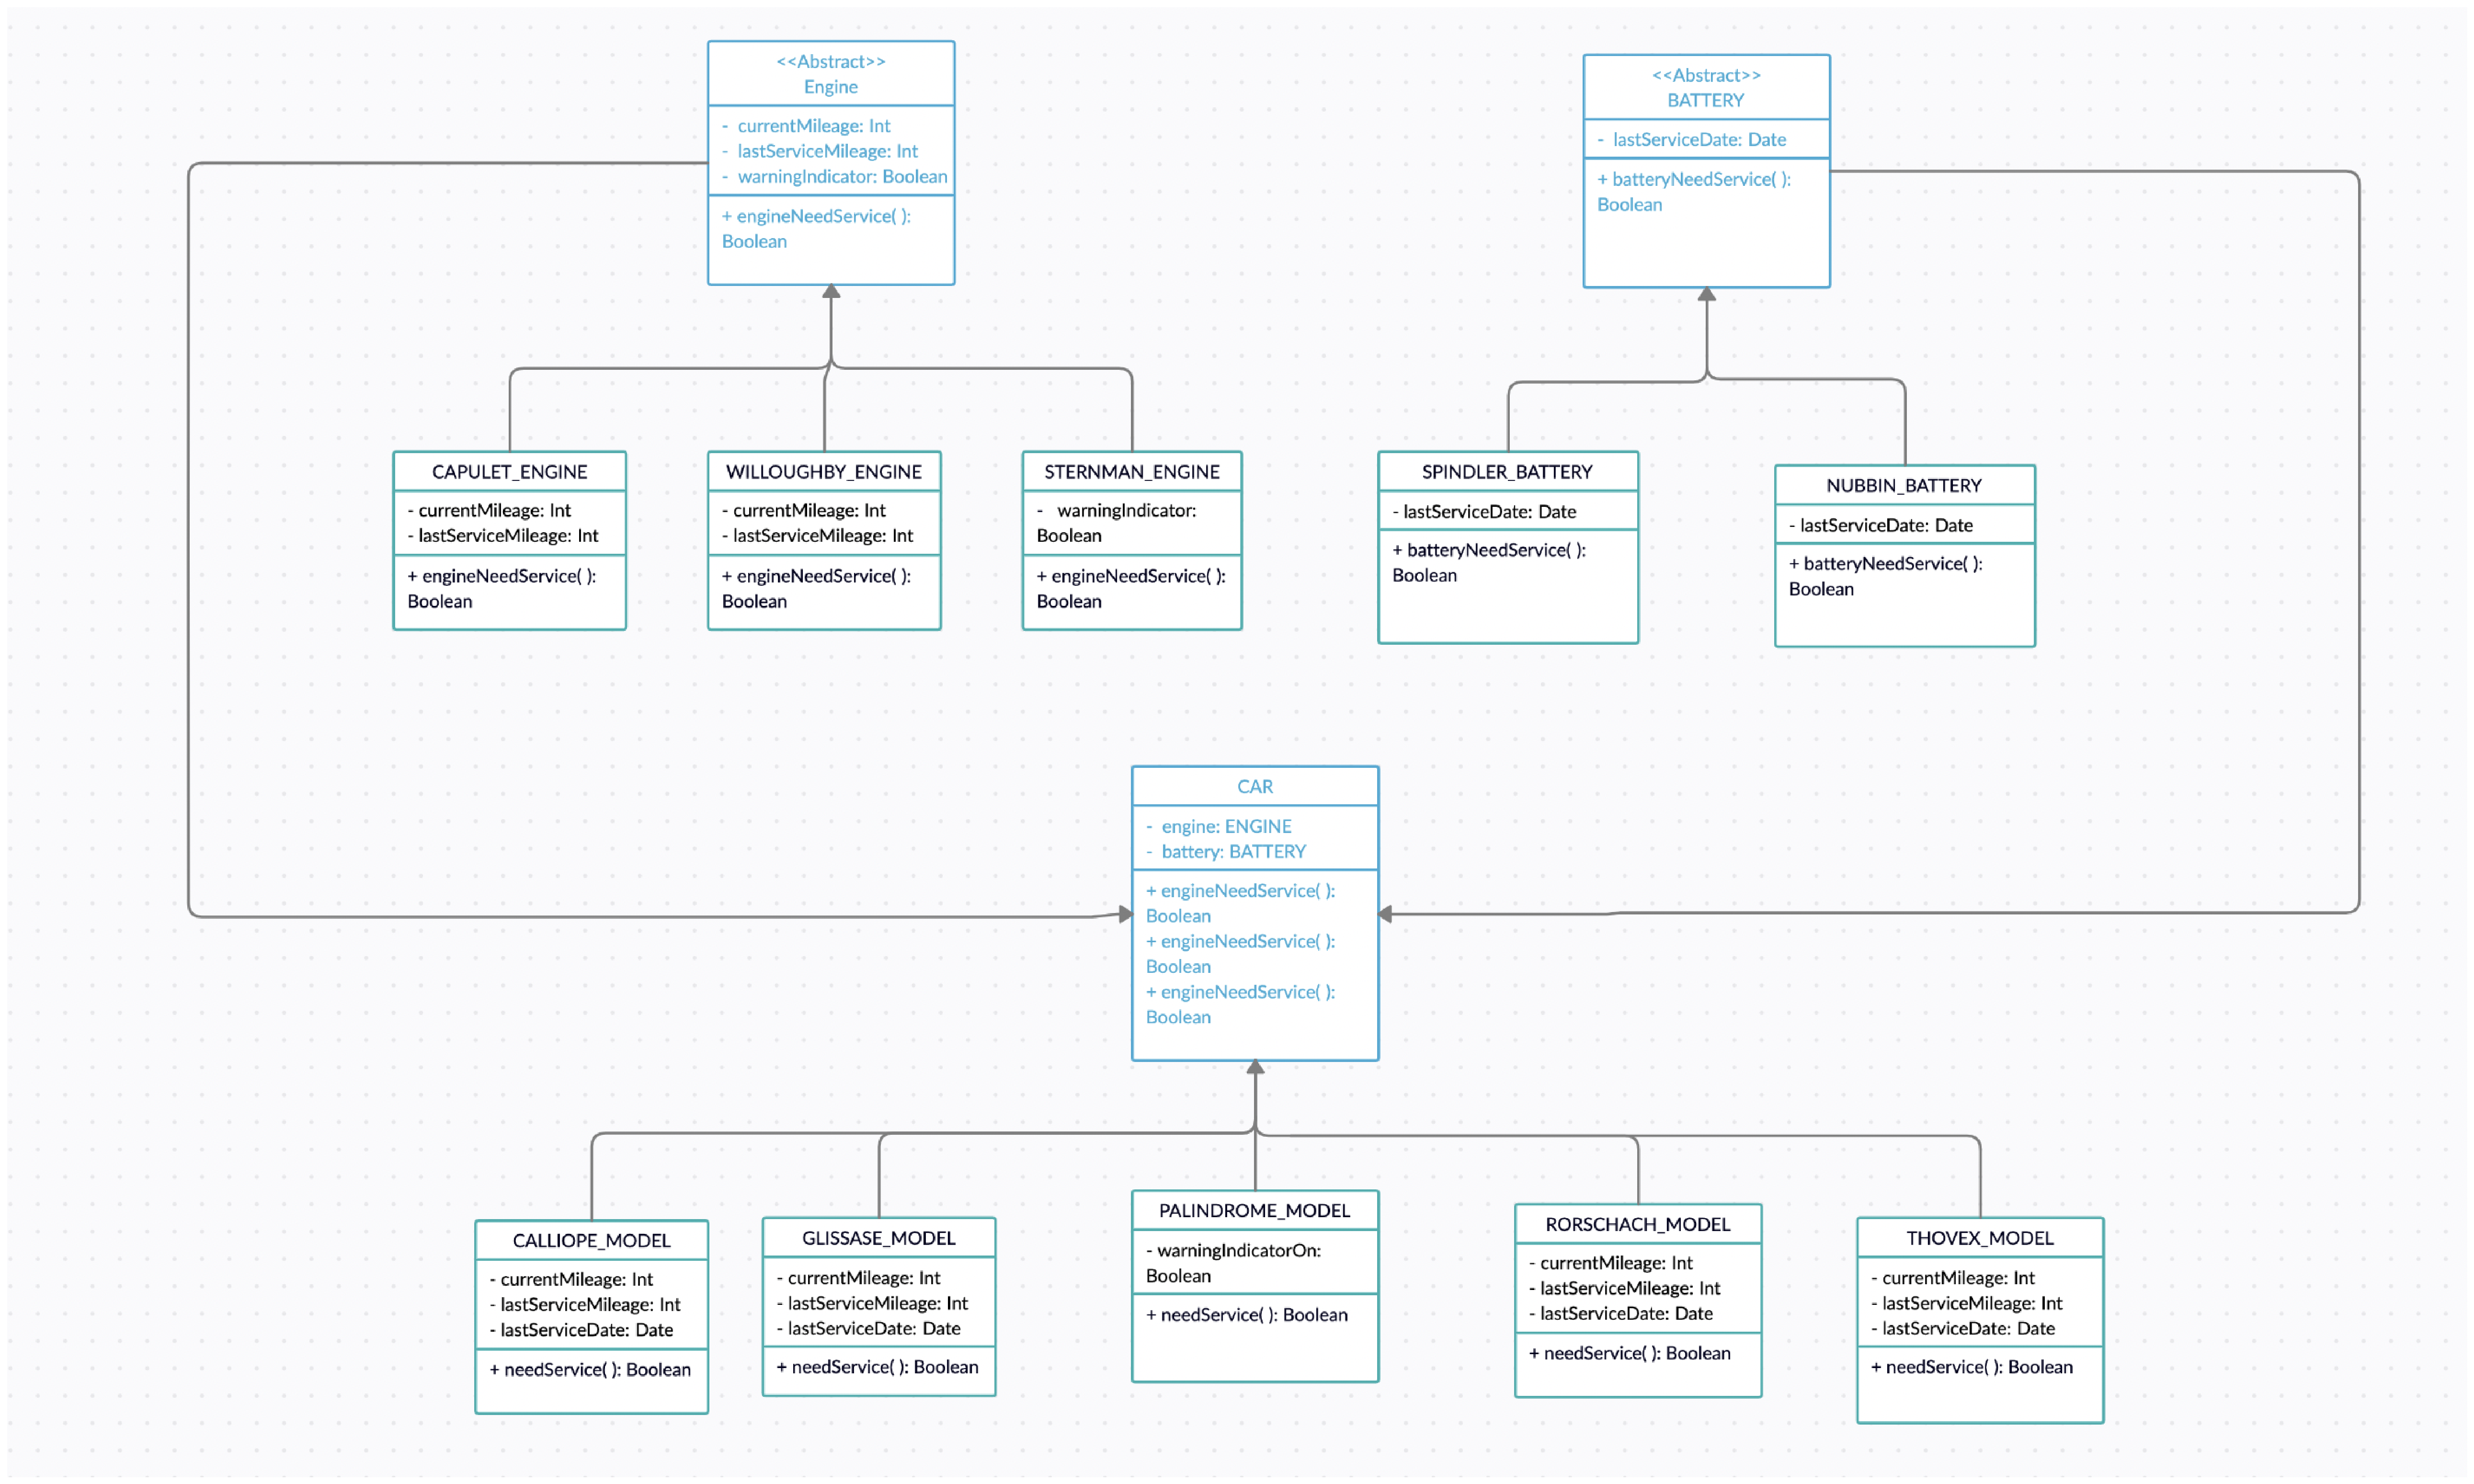 <<Abstract>>
Engine
- currentMileage: Int
- lastServiceMileage: Int
- warningIndicator: Boolean
+ engineNeedService( ):
Boolean
<<Abstract>>
BATTERY
- lastServiceDate: Date
+ batteryNeedService( ):
Boolean
CAPULET_ENGINE
- currentMileage: Int
- lastServiceMileage: Int
+ engineNeedService( ):
Boolean
WILLOUGHBY_ENGINE
- currentMileage: Int
- lastServiceMileage: Int
+ engineNeedService( ):
Boolean
STERNMAN_ENGINE
- warningIndicator:
Boolean
+ engineNeedService( ):
Boolean
SPINDLER_BATTERY
- lastServiceDate: Date
+ batteryNeedService( ):
Boolean
NUBBIN_BATTERY
- lastServiceDate: Date
+ batteryNeedService( ):
Boolean
CAR
- engine: ENGINE
- battery: BATTERY
+ engineNeedService( ):
Boolean
+ engineNeedService( ):
Boolean
+ engineNeedService( ):
Boolean
CALLIOPE_MODEL
- currentMileage: Int
- lastServiceMileage: Int
- lastServiceDate: Date
+ needService( ): Boolean
GLISSASE_MODEL
- currentMileage: Int
- lastServiceMileage: Int
- lastServiceDate: Date
+ needService( ): Boolean
PALINDROME_MODEL
- warningIndicatorOn:
Boolean
+ needService( ): Boolean
RORSCHACH_MODEL
- currentMileage: Int
- lastServiceMileage: Int
- lastServiceDate: Date
+ needService( ): Boolean
THOVEX_MODEL
- currentMileage: Int
- lastServiceMileage: Int
- lastServiceDate: Date
+ needService( ): Boolean